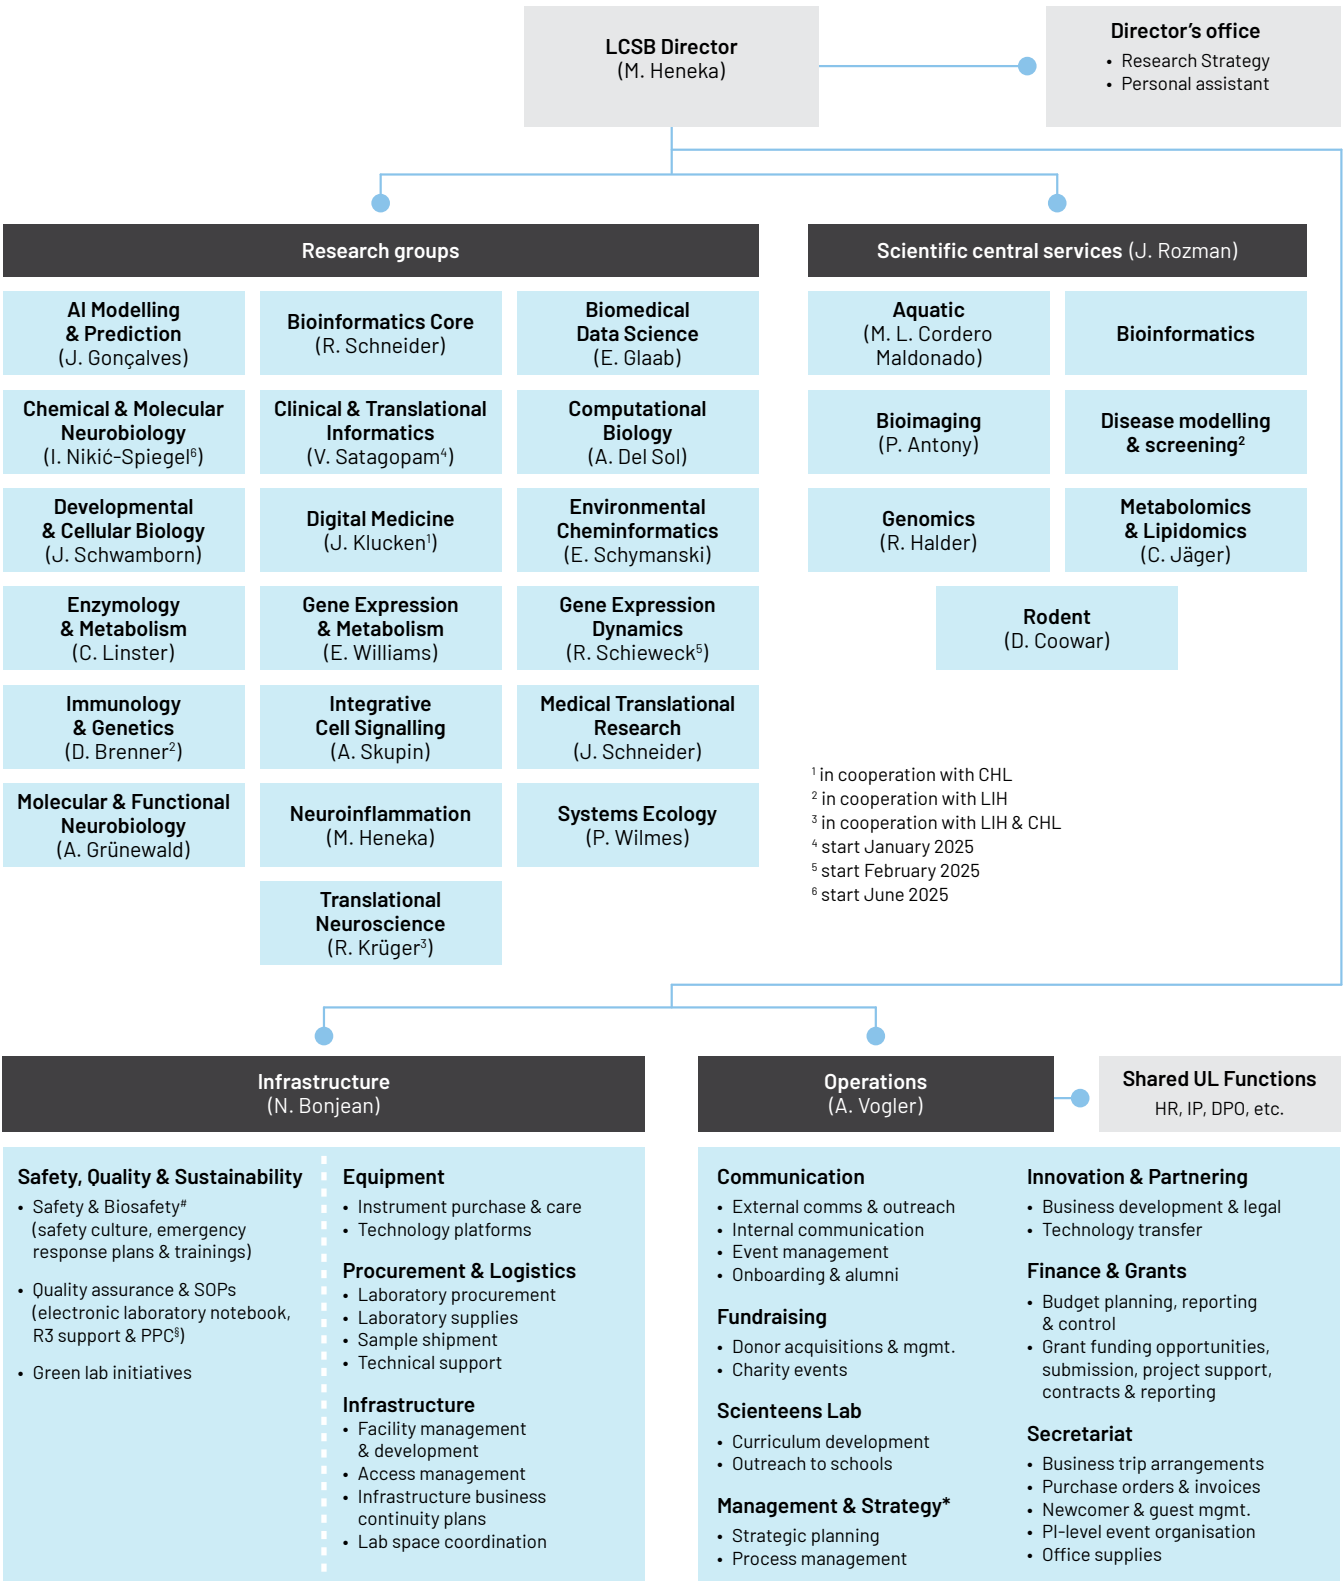 LCSB Director
(M. Heneka)
Director’s office
• Research Strategy
• Personal assistant
Research groups
AI Modelling
& Prediction
(J. Gonçalves)
Bioinformatics Core
(R. Schneider)
Biomedical
Data Science
(E. Glaab)
Chemical & Molecular
Neurobiology
(I. Nikić-Spiegel⁶)
Clinical & Translational
Informatics
(V. Satagopam⁴)
Computational
Biology
(A. Del Sol)
Developmental
& Cellular Biology
(J. Schwamborn)
Digital Medicine
(J. Klucken¹)
Environmental
Cheminformatics
(E. Schymanski)
Enzymology
& Metabolism
(C. Linster)
Gene Expression
& Metabolism
(E. Williams)
Gene Expression
Dynamics
(R. Schieweck⁵)
Immunology
& Genetics
(D. Brenner²)
Integrative
Cell Signalling
(A. Skupin)
Medical Translational
Research
(J. Schneider)
Molecular & Functional
Neurobiology
(A. Grünewald)
Neuroinflammation
(M. Heneka)
Systems Ecology
(P. Wilmes)
Translational
Neuroscience
(R. Krüger³)
Scientific central services (J. Rozman)
Aquatic
(M. L. Cordero
Maldonado)
Bioinformatics
Bioimaging
(P. Antony)
Disease modelling
& screening²
Genomics
(R. Halder)
Metabolomics
& Lipidomics
(C. Jäger)
Rodent
(D. Coowar)
¹ in cooperation with CHL
² in cooperation with LIH
³ in cooperation with LIH & CHL
⁴ start January 2025
⁵ start February 2025
⁶ start June 2025
Infrastructure
(N. Bonjean)
Safety, Quality & Sustainability
• Safety & Biosafety#
(safety culture, emergency
response plans & trainings)
• Quality assurance & SOPs
(electronic laboratory notebook,
R3 support & PPC§)
• Green lab initiatives
Equipment
• Instrument purchase & care
• Technology platforms
Procurement & Logistics
• Laboratory procurement
• Laboratory supplies
• Sample shipment
• Technical support
Infrastructure
• Facility management
& development
• Access management
• Infrastructure business
continuity plans
• Lab space coordination
Operations
(A. Vogler)
Shared UL Functions
HR, IP, DPO, etc.
Communication
• External comms & outreach
• Internal communication
• Event management
• Onboarding & alumni
Fundraising
• Donor acquisitions & mgmt.
• Charity events
Scienteens Lab
• Curriculum development
• Outreach to schools
Management & Strategy*
• Strategic planning
• Process management
Innovation & Partnering
• Business development & legal
• Technology transfer
Finance & Grants
• Budget planning, reporting
& control
• Grant funding opportunities,
submission, project support,
contracts & reporting
Secretariat
• Business trip arrangements
• Purchase orders & invoices
• Newcomer & guest mgmt.
• PI-level event organisation
• Office supplies